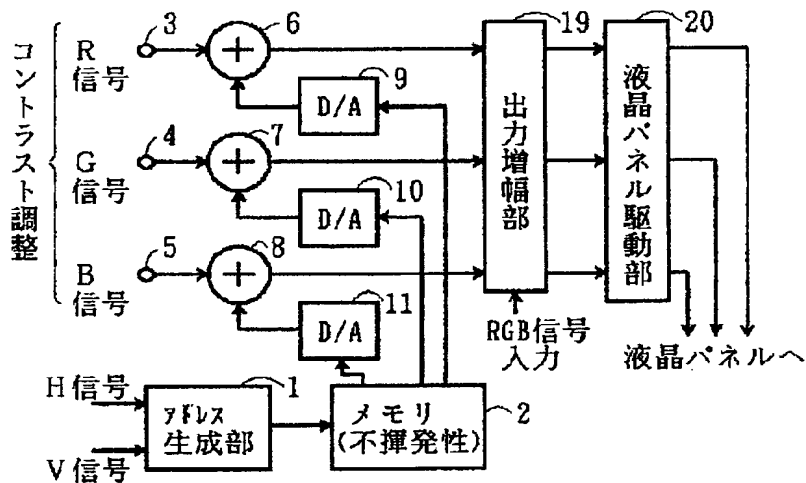 コントラスト調整
R
信号
3
6
9
D/A
G
信号
4
7
10
D/A
B
信号
5
8
11
D/A
19
出力増幅部
20
液晶パネル駆動部
RGB信号
入力
液晶パネルへ
H信号
V信号
1
アドレス
生成部
メモリ
(不揮発性)
2